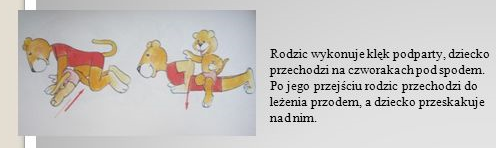 Rodzic wykonuje klęk podparty, dziecko
przechodzi na czworakach pod spodem.
Po jego przejściu rodzic przechodzi do
leżenia przodem, a dziecko przeskakuje
nad nim.